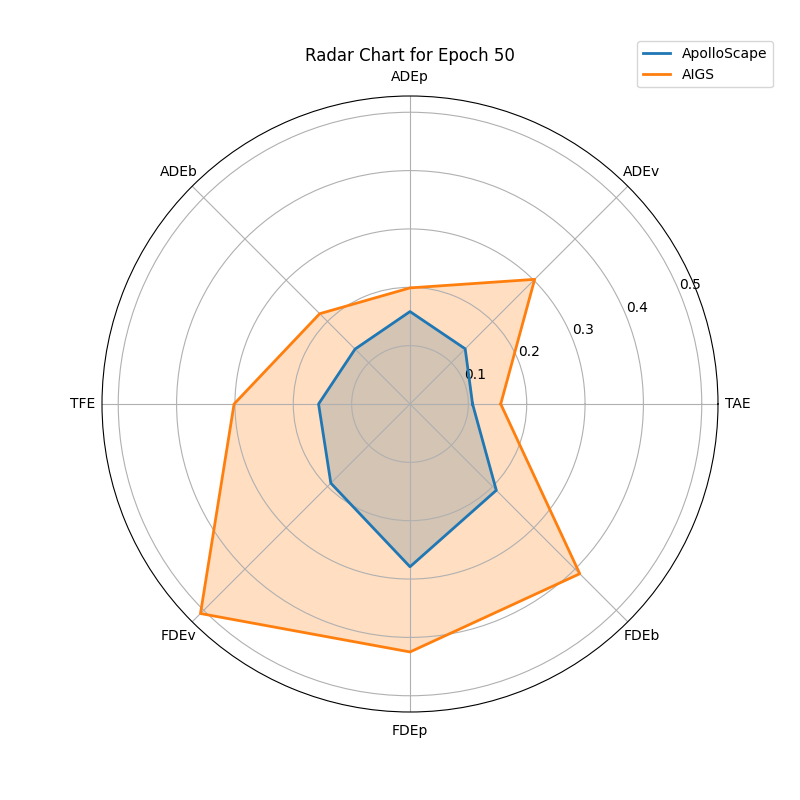 Radar Chart for Epoch 50
ApolloScape
AIGS
ADEp
ADEb
ADEv
0.5
0.4
0.3
0.2
0.1
TFE
TAE
FDEv
FDEb
FDEp